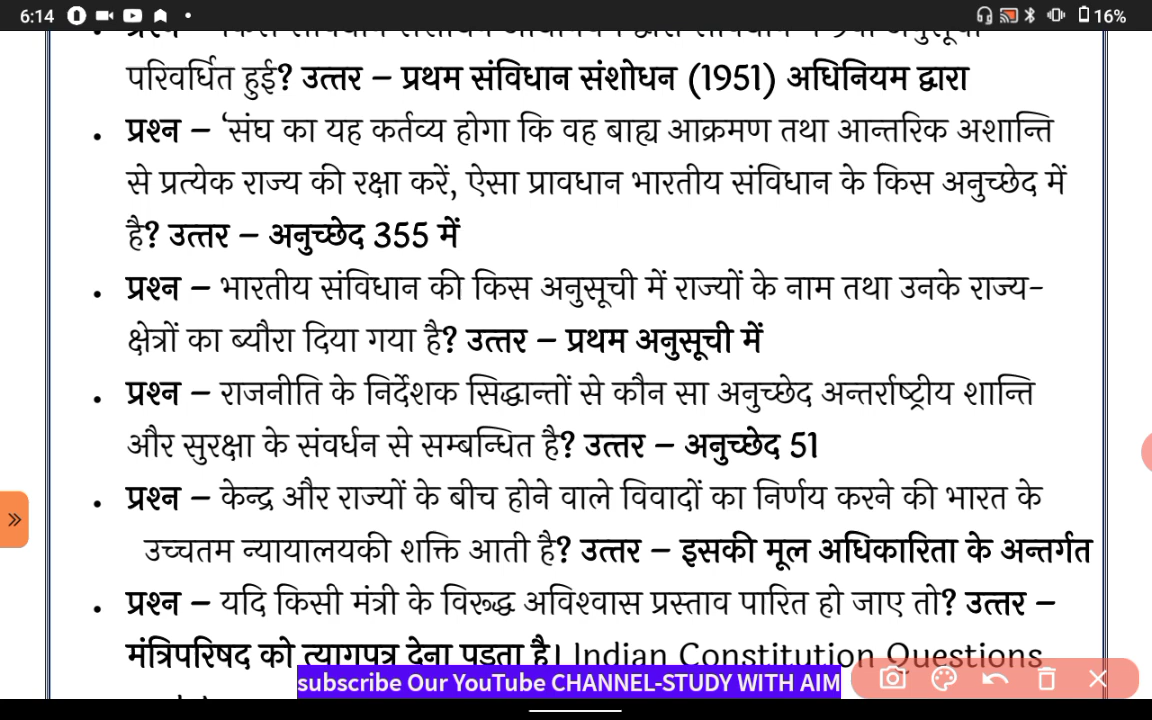 6:14
16%
परिवर्धित हुई? उत्तर – प्रथम संविधान संशोधन (1951) अधिनियम द्वारा
• प्रश्न – ‘संघ का यह कर्तव्य होगा कि वह बाह्य आक्रमण तथा आन्तरिक अशान्ति
से प्रत्येक राज्य की रक्षा करें, ऐसा प्रावधान भारतीय संविधान के किस अनुच्छेद में
है? उत्तर – अनुच्छेद 355 में
• प्रश्न – भारतीय संविधान की किस अनुसूची में राज्यों के नाम तथा उनके राज्य-
क्षेत्रों का ब्यौरा दिया गया है? उत्तर – प्रथम अनुसूची में
• प्रश्न – राजनीति के निर्देशक सिद्धान्तों से कौन सा अनुच्छेद अन्तर्राष्ट्रीय शान्ति
और सुरक्षा के संवर्धन से सम्बन्धित है? उत्तर – अनुच्छेद 51
• प्रश्न – केन्द्र और राज्यों के बीच होने वाले विवादों का निर्णय करने की भारत के
उच्चतम न्यायालयकी शक्ति आती है? उत्तर – इसकी मूल अधिकारिता के अन्तर्गत
• प्रश्न – यदि किसी मंत्री के विरूद्ध अविश्वास प्रस्ताव पारित हो जाए तो? उत्तर –
मंत्रिपरिषद को त्यागपत्र देना पड़ता है। Indian Constitution Questions
subscribe Our YouTube CHANNEL-STUDY WITH AIM